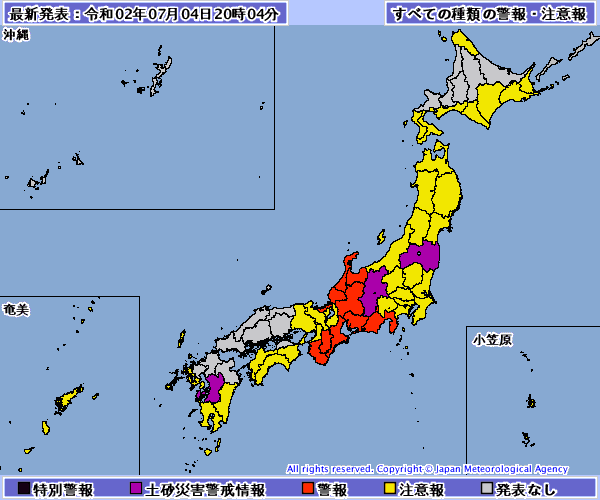 最新発表：令和02年07月04日20時04分
すべての種類の警報・注意報
沖縄
奄美
小笠原
All rights reserved. Copyright © Japan Meteorological Agency
特別警報
土砂災害警戒情報
警報
注意報
発表なし